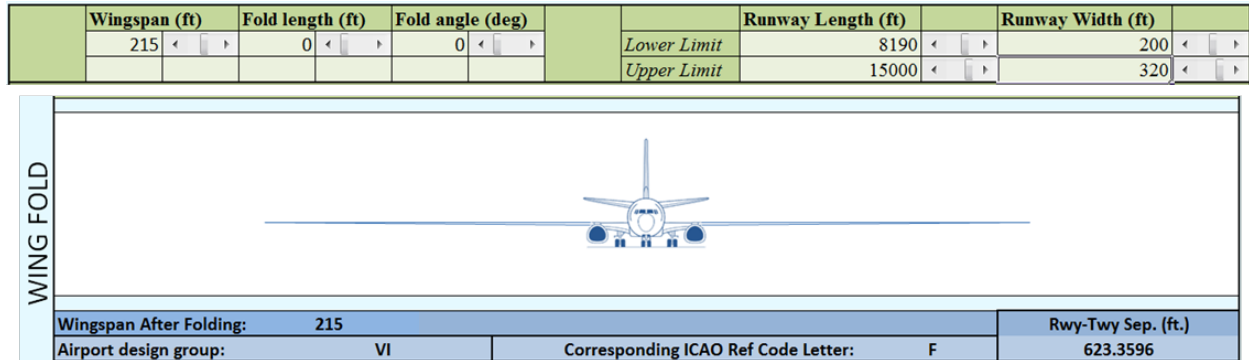 Wingspan (ft) Fold length (ft) Fold angle (deg) Runway Length (ft) Runway Width (ft)
215 0 0 Lower Limit 8190 200
Upper Limit 15000 320
WING FOLD
Wingspan After Folding: 215 Rwy-Twy Sep. (ft.)
Airport design group: VI Corresponding ICAO Ref Code Letter: F 623.3596